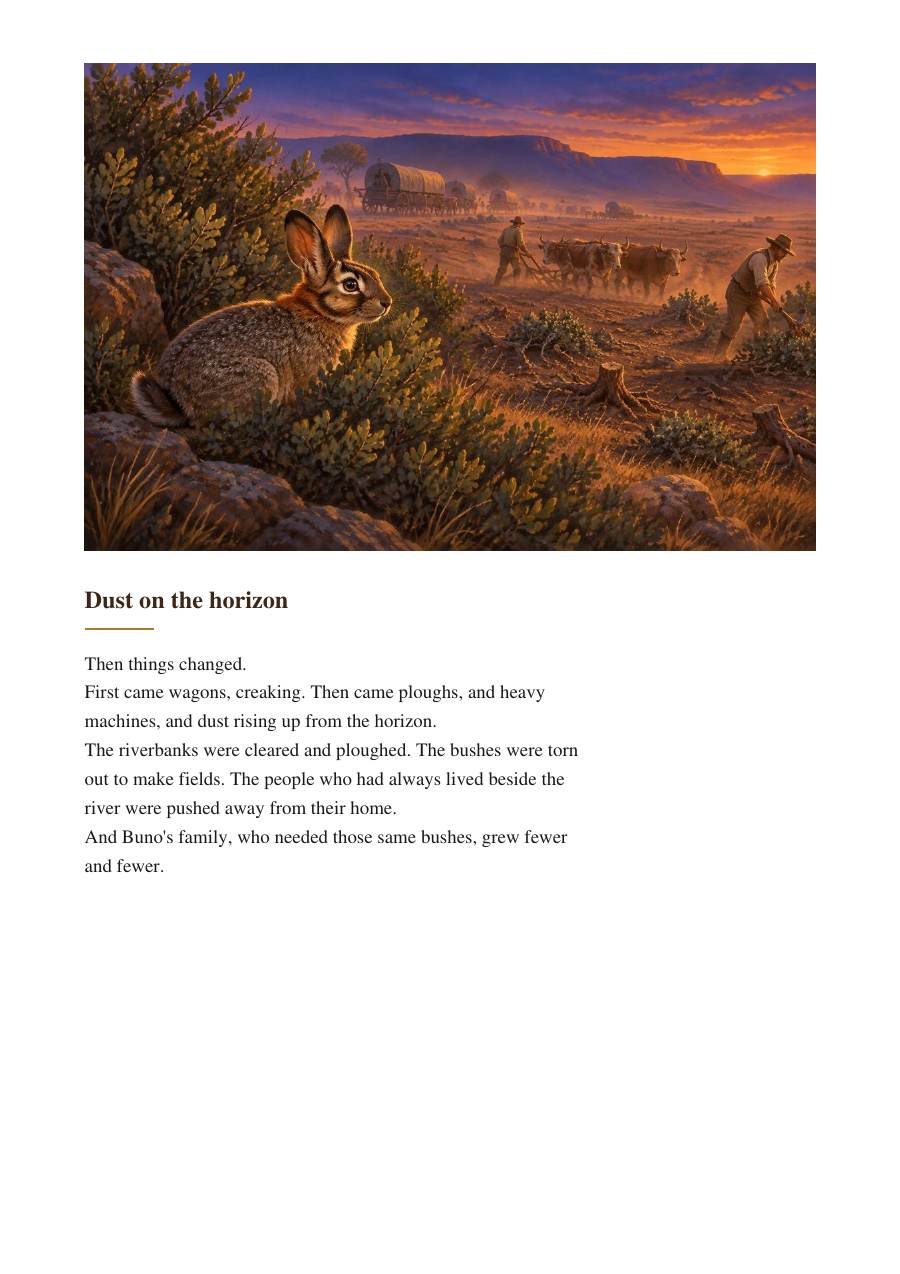 Dust on the horizon
Then things changed.
First came wagons, creaking. Then came ploughs, and heavy
machines, and dust rising up from the horizon.
The riverbanks were cleared and ploughed. The bushes were torn
out to make fields. The people who had always lived beside the
river were pushed away from their home.
And Buno's family, who needed those same bushes, grew fewer
and fewer.